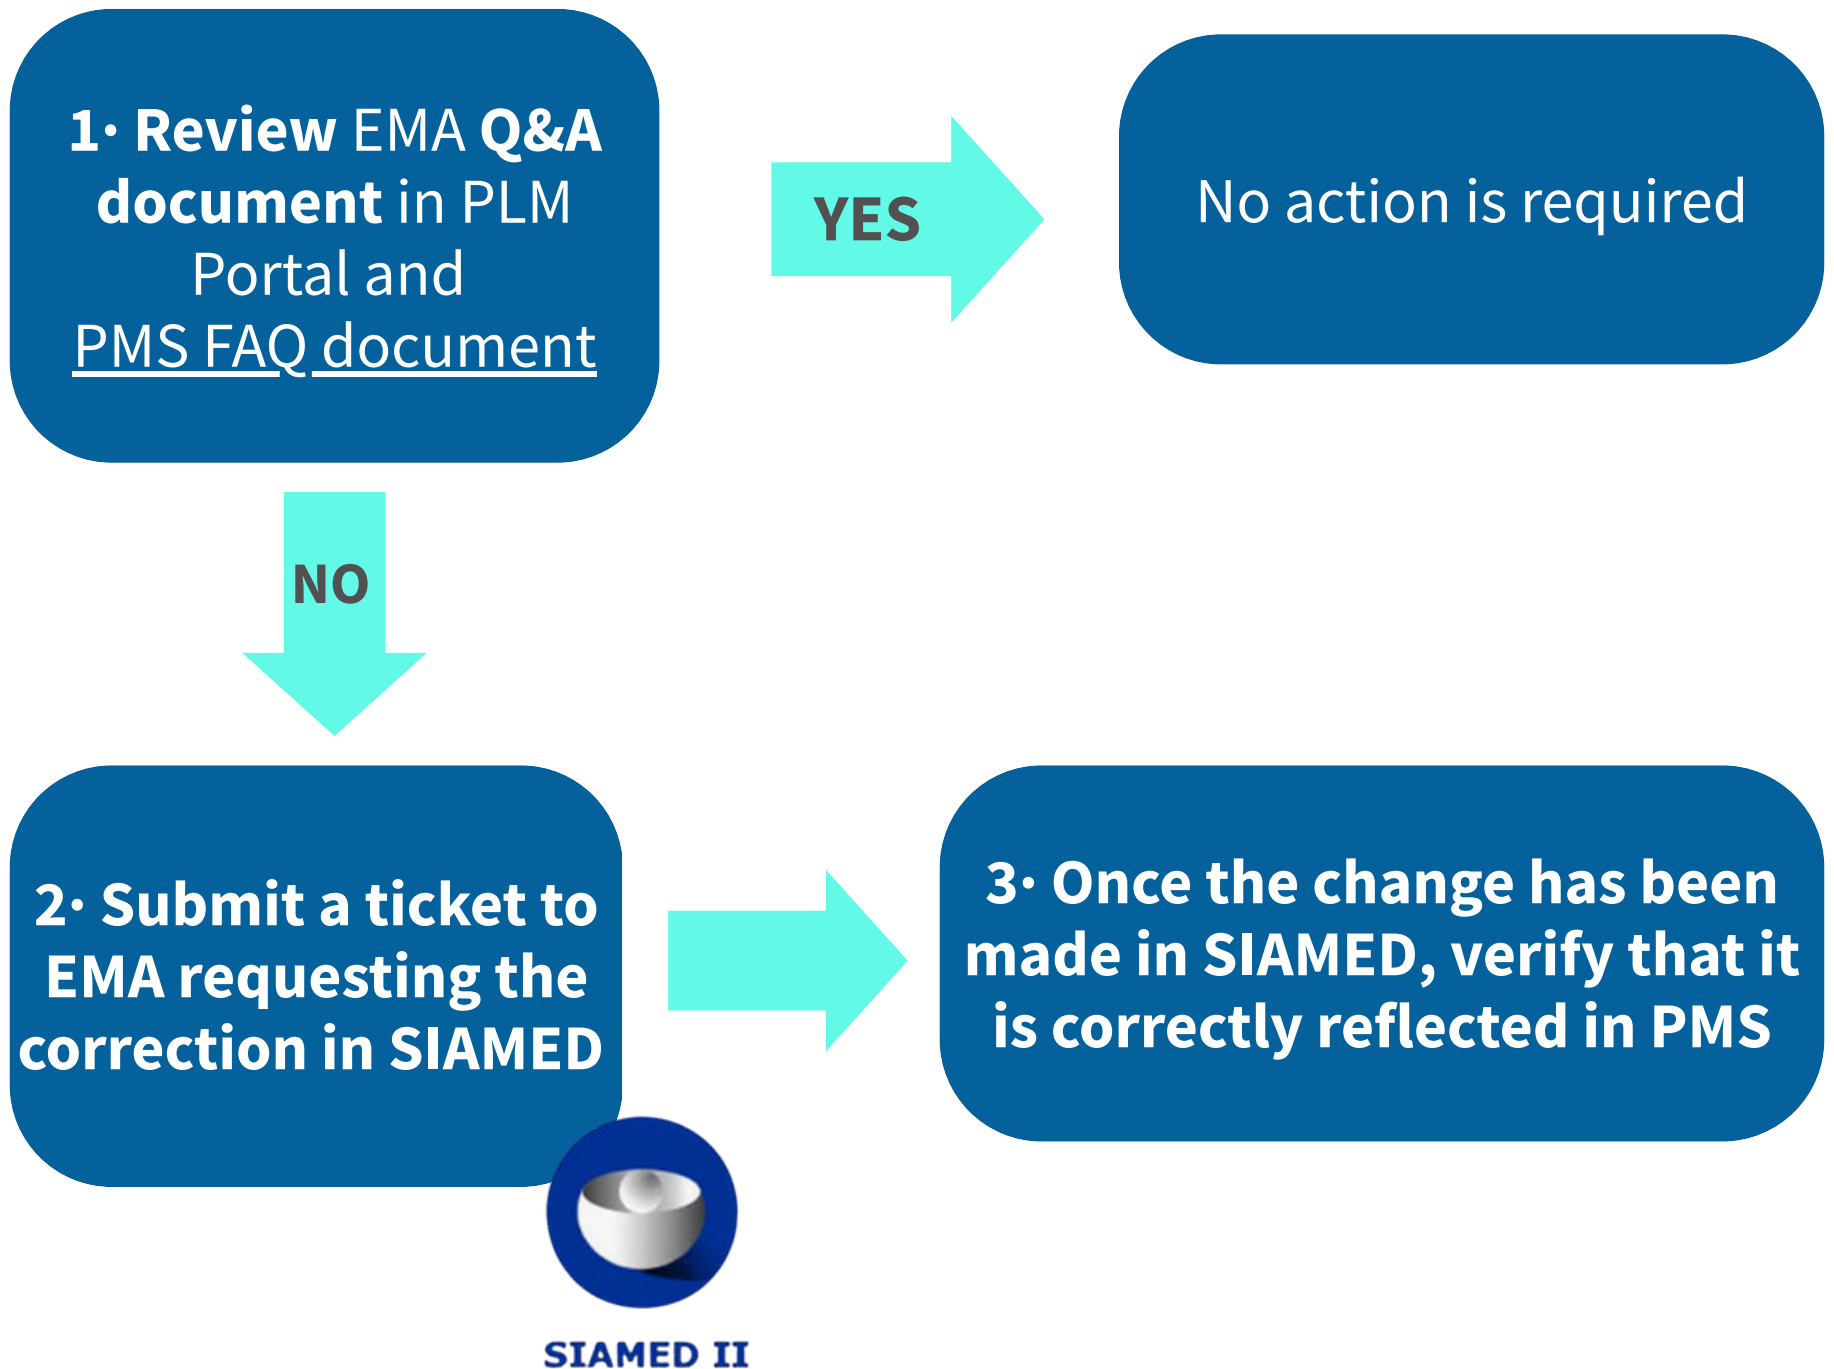 1· Review EMA Q&A
document in PLM
Portal and
PMS FAQ document
YES
No action is required
NO
2· Submit a ticket to
EMA requesting the
correction in SIAMED
3· Once the change has been
made in SIAMED, verify that it
is correctly reflected in PMS
SIAMED II